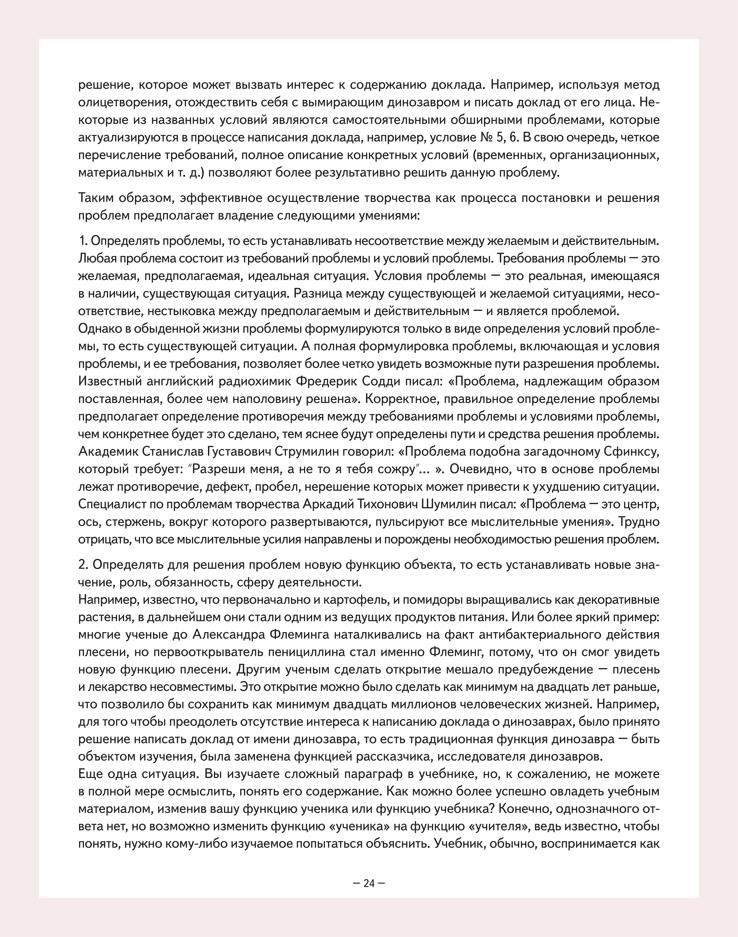 решение, которое может вызвать интерес к содержанию доклада. Например, используя метод
олицетворения, отождествить себя с вымирающим динозавром и писать доклад от его лица. Не-
которые из названных условий являются самостоятельными обширными проблемами, которые
актуализируются в процессе написания доклада, например, условие № 5, 6. В свою очередь, четкое
перечисление требований, полное описание конкретных условий (временных, организационных,
материальных и т. д.) позволяют более результативно решить данную проблему.
Таким образом, эффективное осуществление творчества как процесса постановки и решения
проблем предполагает владение следующими умениями:
1. Определять проблемы, то есть устанавливать несоответствие между желаемым и действительным.
Любая проблема состоит из требований проблемы и условий проблемы. Требования проблемы — это
желаемая, предполагаемая, идеальная ситуация. Условия проблемы — это реальная, имеющаяся
в наличии, существующая ситуация. Разница между существующей и желаемой ситуациями, несо-
ответствие, нестыковка между предполагаемым и действительным — и является проблемой.
Однако в обыденной жизни проблемы формулируются только в виде определения условий пробле-
мы, то есть существующей ситуации. А полная формулировка проблемы, включающая и условия
проблемы, и ее требования, позволяет более четко увидеть возможные пути разрешения проблемы.
Известный английский радиохимик Фредерик Содди писал: «Проблема, надлежащим образом
поставленная, более чем наполовину решена». Корректное, правильное определение проблемы
предполагает определение противоречия между требованиями проблемы и условиями проблемы,
чем конкретнее будет это сделано, тем яснее будут определены пути и средства решения проблемы.
Академик Станислав Густавович Струмилин говорил: «Проблема подобна загадочному Сфинксу,
который требует: "Разреши меня, а не то я тебя сожру"... ». Очевидно, что в основе проблемы
лежат противоречие, дефект, пробел, нерешение которых может привести к ухудшению ситуации.
Специалист по проблемам творчества Аркадий Тихонович Шумилин писал: «Проблема — это центр,
ось, стержень, вокруг которого развертываются, пульсируют все мыслительные умения». Трудно
отрицать, что все мыслительные усилия направлены и порождены необходимостью решения проблем.
2. Определять для решения проблем новую функцию объекта, то есть устанавливать новые зна-
чение, роль, обязанность, сферу деятельности.
Например, известно, что первоначально и картофель, и помидоры выращивались как декоративные
растения, в дальнейшем они стали одним из ведущих продуктов питания. Или более яркий пример:
многие ученые до Александра Флеминга наталкивались на факт антибактериального действия
плесени, но первооткрывателем пенициллина стал именно Флеминг, потому, что он смог увидеть
новую функцию плесени. Другим ученым сделать открытие мешало предубеждение — плесень
и лекарство несовместимы. Это открытие можно было сделать как минимум на двадцать лет раньше,
что позволило бы сохранить как минимум двадцать миллионов человеческих жизней. Например,
для того чтобы преодолеть отсутствие интереса к написанию доклада о динозаврах, было принято
решение написать доклад от имени динозавра, то есть традиционная функция динозавра — быть
объектом изучения, была заменена функцией рассказчика, исследователя динозавров.
Еще одна ситуация. Вы изучаете сложный параграф в учебнике, но, к сожалению, не можете
в полной мере осмыслить, понять его содержание. Как можно более успешно овладеть учебным
материалом, изменив вашу функцию ученика или функцию учебника? Конечно, однозначного от-
вета нет, но возможно изменить функцию «ученика» на функцию «учителя», ведь известно, чтобы
понять, нужно кому-либо изучаемое попытаться объяснить. Учебник, обычно, воспринимается как
— 24 —